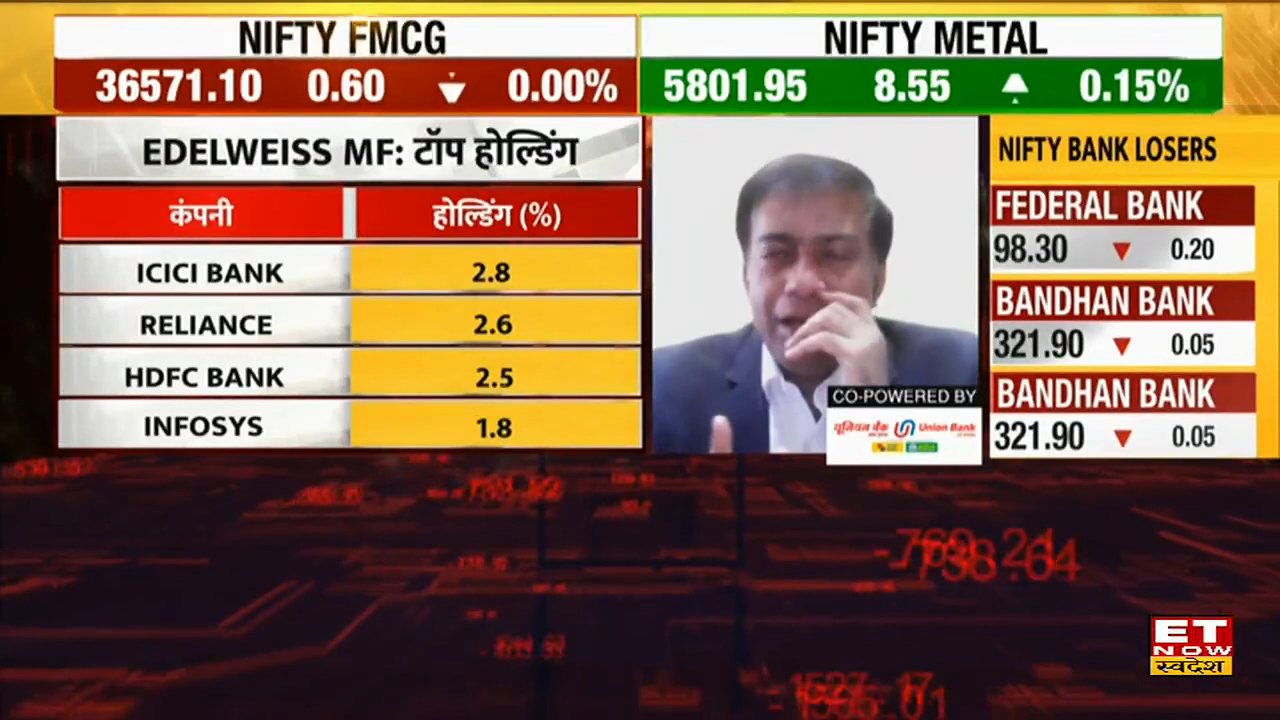 NIFTY FMCG
36571.10 0.60 0.00%
NIFTY METAL
5801.95 8.55 0.15%
EDELWEISS MF: टॉप होल्डिंग
कंपनी होल्डिंग (%)
ICICI BANK 2.8
RELIANCE 2.6
HDFC BANK 2.5
INFOSYS 1.8
CO-POWERED BY
यूनियन बैंक Union Bank
NIFTY BANK LOSERS
FEDERAL BANK
98.30 0.20
BANDHAN BANK
321.90 0.05
BANDHAN BANK
321.90 0.05
ET
NOW
स्वदेश